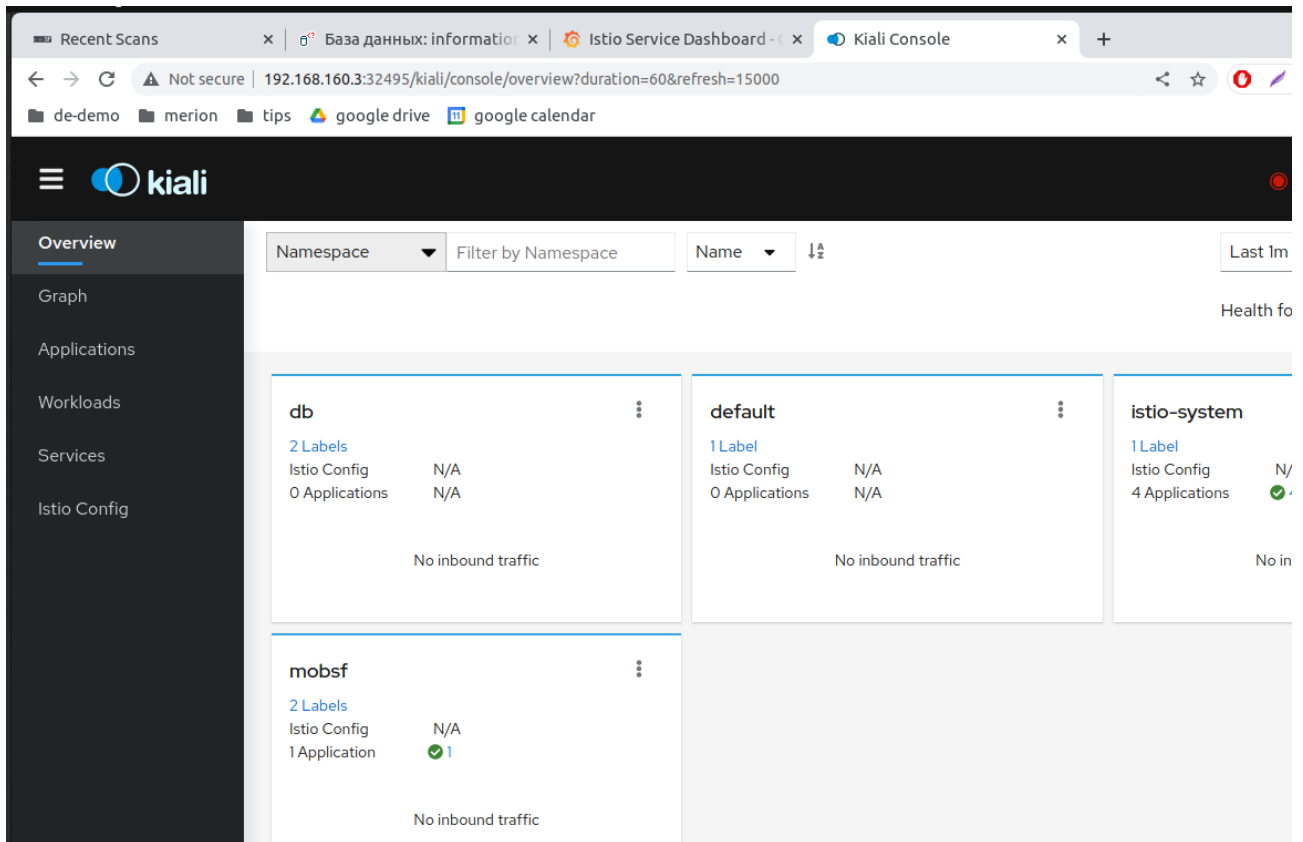 Recent Scans База данных: information Istio Service Dashboard - Kiali Console
Not secure 192.168.160.3:32495/kiali/console/overview?duration=60&refresh=15000
de-demo merion tips google drive 11 google calendar
kiali
Overview
Graph
Applications
Workloads
Services
Istio Config
Namespace Filter by Namespace Name Last 1m
Health fo
db
2 Labels
Istio Config N/A
0 Applications N/A
No inbound traffic
default
1 Label
Istio Config N/A
0 Applications N/A
No inbound traffic
istio-system
1 Label
Istio Config N/
4 Applications 4
No in
mobsf
2 Labels
Istio Config N/A
1 Application 1
No inbound traffic